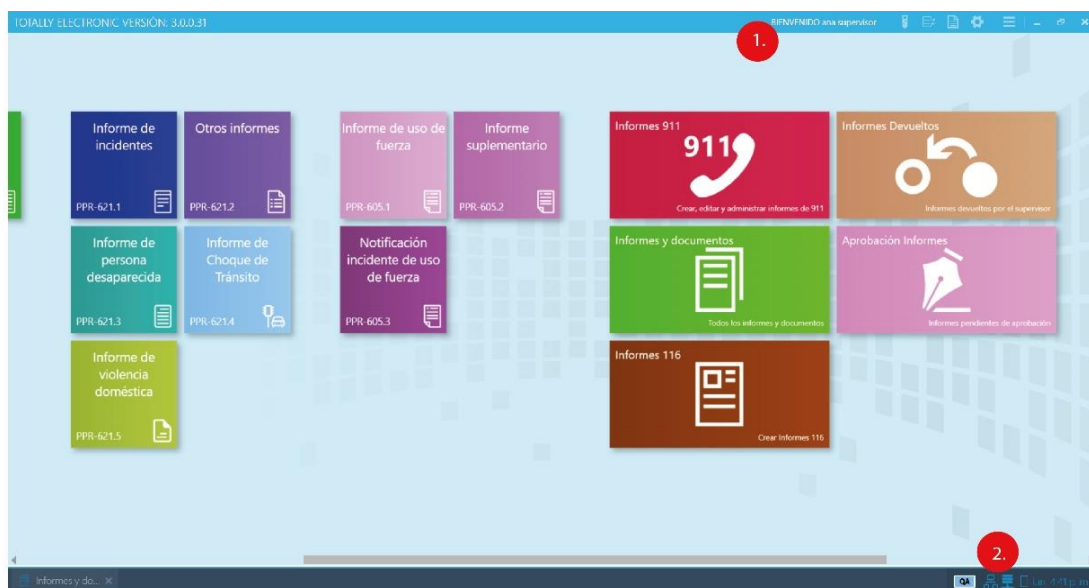 TOTALLY ELECTRONIC VERSIÓN: 3.0.0.31
BIENVENIDO ana supervisor
1.
Informe de
incidentes
PPR-621.1
Otros informes
PPR-621.2
Informe de uso de
fuerza
PPR-605.1
Informe
suplementario
PPR-605.2
Informes 911
911
Crear, editar y administrar informes de 911
Informes Devueltos
Informes devueltos por el supervisor
Informe de
persona
desaparecida
PPR-621.3
Informe de
Choque de
Tránsito
PPR-621.4
Notificación
incidente de uso
de fuerza
PPR-605.3
Informes y documentos
Todos los informes y documentos
Aprobación Informes
Informes pendientes de aprobación
Informe de
violencia
doméstica
PPR-621.5
Informes 116
Crear Informes 116
2.
Informes y do...
QA
4:41 p. m.